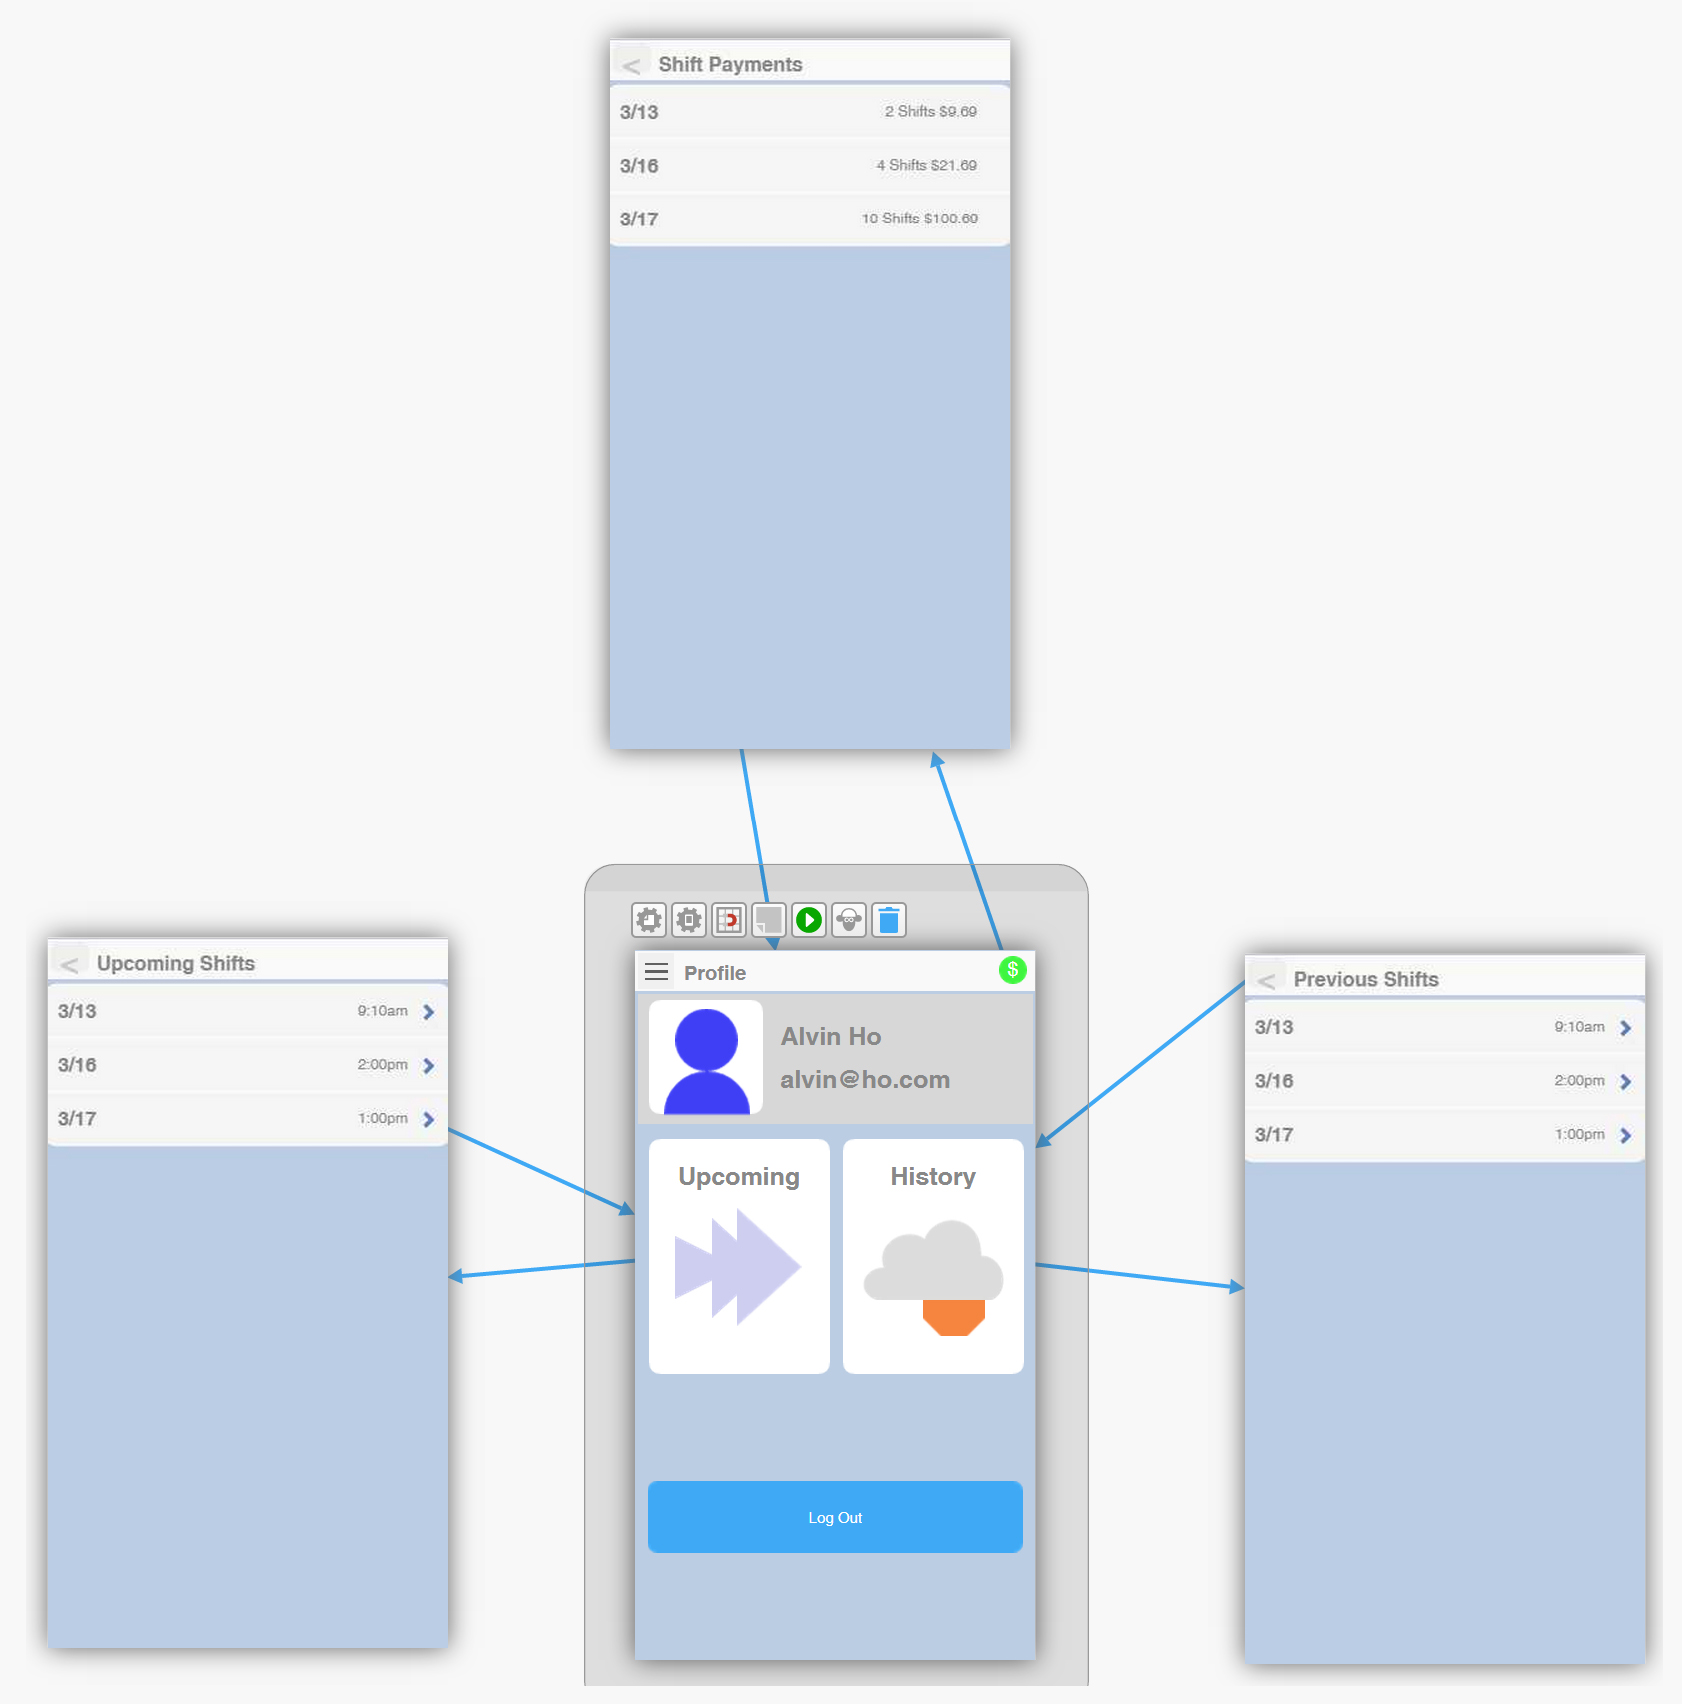 < Shift Payments
3/13 2 Shifts $9.69
3/16 4 Shifts $21.69
3/17 10 Shifts $100.69
< Upcoming Shifts
3/13 9:10am
3/16 2:00pm
3/17 1:00pm
Profile $
Alvin Ho
alvin@ho.com
Upcoming
History
Log Out
< Previous Shifts
3/13 9:10am
3/16 2:00pm
3/17 1:00pm